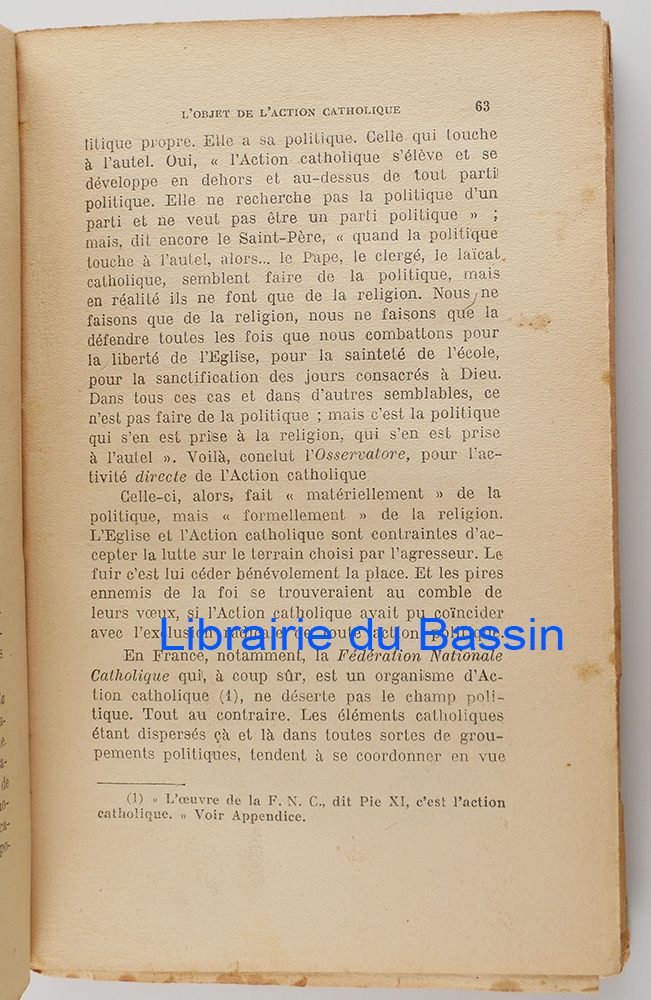 L'OBJET DE L'ACTION CATHOLIQUE 63
litique propre. Elle a sa politique. Celle qui touche
à l'autel. Oui, « l'Action catholique s'élève et se
développe en dehors et au-dessus de tout parti
politique. Elle ne recherche pas la politique d'un
parti et ne veut pas être un parti politique » ;
mais, dit encore le Saint-Père, « quand la politique
touche à l'autel, alors... le Pape, le clergé, le laïcat
catholique, semblent faire de la politique, mais
en réalité ils ne font que de la religion. Nous ne
faisons que de la religion, nous ne faisons que la
défendre toutes les fois que nous combattons pour
la liberté de l'Eglise, pour la sainteté de l'école,
pour la sanctification des jours consacrés à Dieu.
Dans tous ces cas et dans d'autres semblables, ce
n'est pas faire de la politique ; mais c'est la politique
qui s'en est prise à la religion, qui s'en est prise
à l'autel ». Voilà, conclut l'Osservatore, pour l'ac-
tivité directe de l'Action catholique
Celle-ci, alors, fait « matériellement » de la
politique, mais « formellement » de la religion.
L'Eglise et l'Action catholique sont contraintes d'ac-
cepter la lutte sur le terrain choisi par l'agresseur. Le
fuir c'est lui céder bénévolement la place. Et les pires
ennemis de la foi se trouveraient au comble de
leurs vœux, si l'Action catholique avait pu coïncider
avec l'exclusion radicale de toute action politique.
Librairie du Bassin
En France, notamment, la Fédération Nationale
Catholique qui, à coup sûr, est un organisme d'Ac-
tion catholique (1), ne déserte pas le champ poli-
tique. Tout au contraire. Les éléments catholiques
étant dispersés çà et là dans toutes sortes de grou-
pements politiques, tendent à se coordonner en vue
(1) « L'œuvre de la F. N. C., dit Pie XI, c'est l'action
catholique. » Voir Appendice.